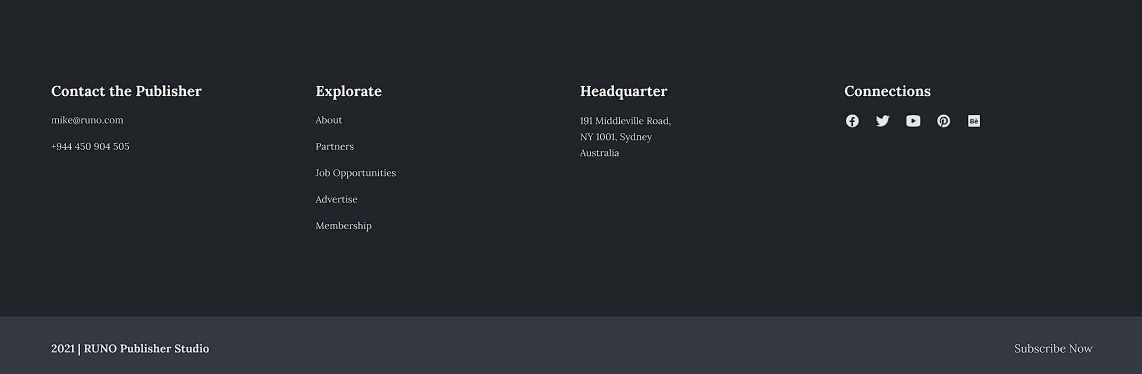 Contact the Publisher
mike@runo.com
+944 450 904 505
Explorate
About
Partners
Job Opportunities
Advertise
Membership
Headquarter
191 Middleville Road,
NY 1001, Sydney
Australia
Connections
Bē
2021 | RUNO Publisher Studio
Subscribe Now